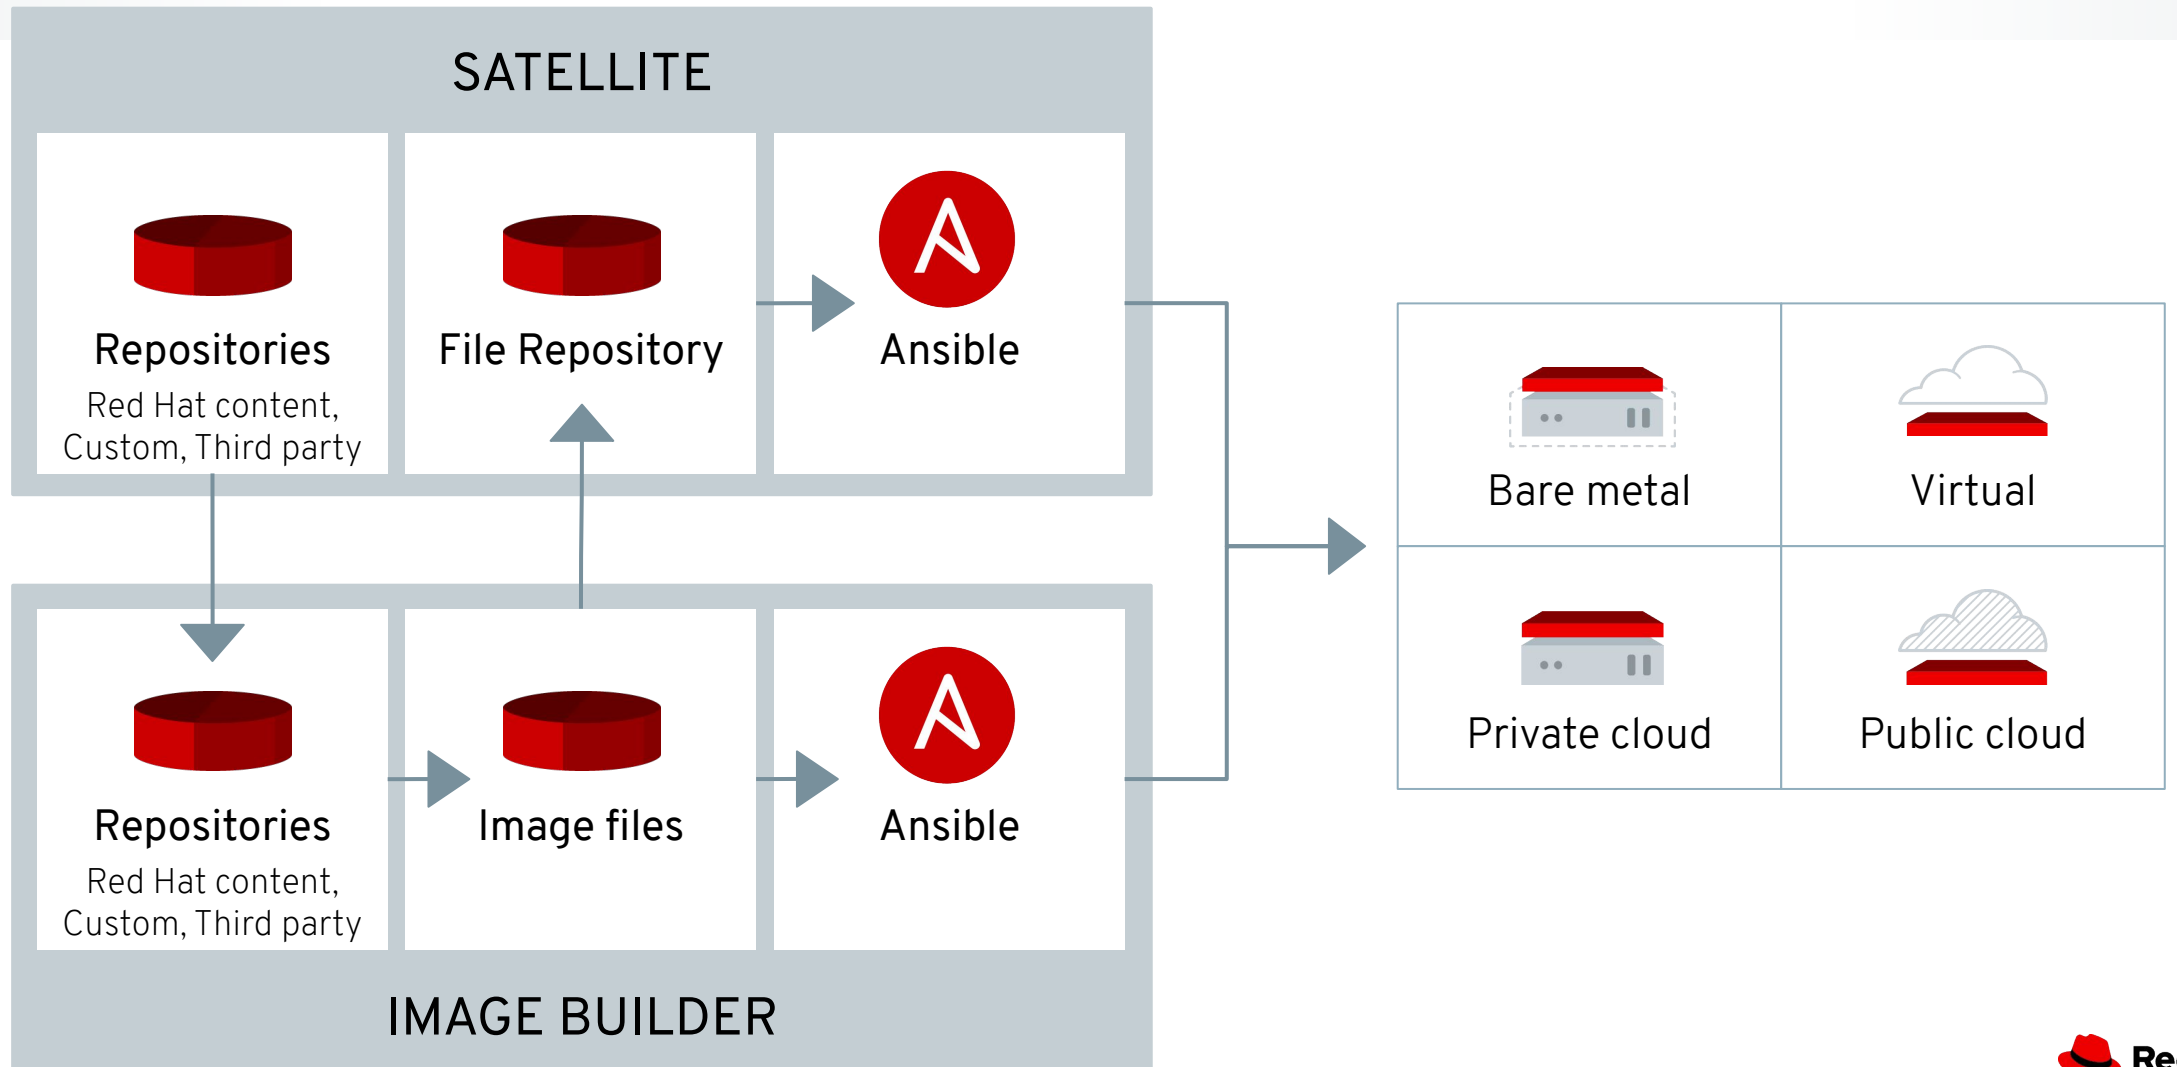 SATELLITE
Repositories
Red Hat content,
Custom, Third party
File Repository
Ansible
Repositories
Red Hat content,
Custom, Third party
Image files
Ansible
IMAGE BUILDER
Bare metal
Virtual
Private cloud
Public cloud